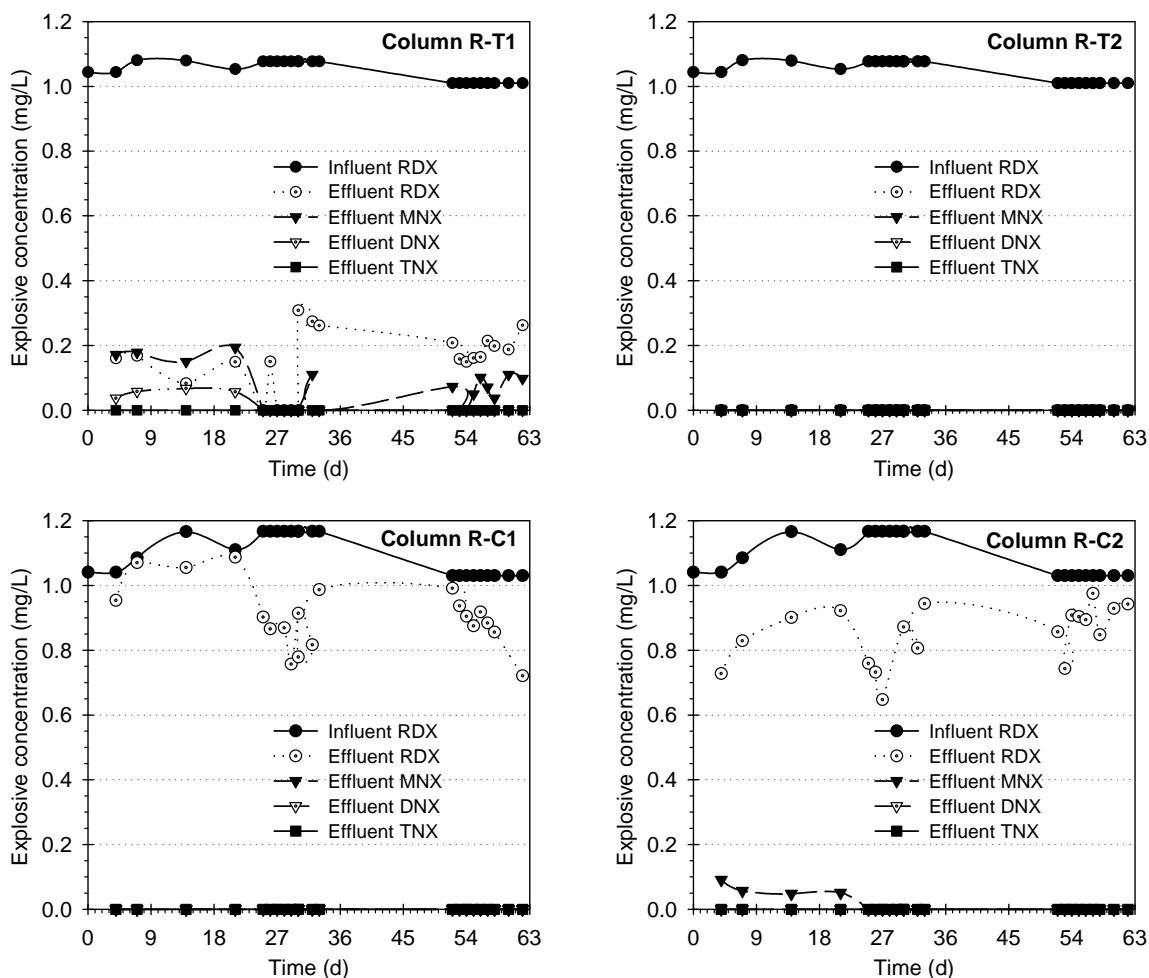 Column R-T1
Explosive concentration (mg/L)
1.2
1.0
0.8
0.6
0.4
0.2
0.0
Influent RDX
Effluent RDX
Effluent MNX
Effluent DNX
Effluent TNX
0 9 18 27 36 45 54 63
Time (d)
Column R-T2
Explosive concentration (mg/L)
1.2
1.0
0.8
0.6
0.4
0.2
0.0
Influent RDX
Effluent RDX
Effluent MNX
Effluent DNX
Effluent TNX
0 9 18 27 36 45 54 63
Time (d)
Column R-C1
Explosive concentration (mg/L)
1.2
1.0
0.8
0.6
0.4
0.2
0.0
Influent RDX
Effluent RDX
Effluent MNX
Effluent DNX
Effluent TNX
0 9 18 27 36 45 54 63
Time (d)
Column R-C2
Explosive concentration (mg/L)
1.2
1.0
0.8
0.6
0.4
0.2
0.0
Influent RDX
Effluent RDX
Effluent MNX
Effluent DNX
Effluent TNX
0 9 18 27 36 45 54 63
Time (d)